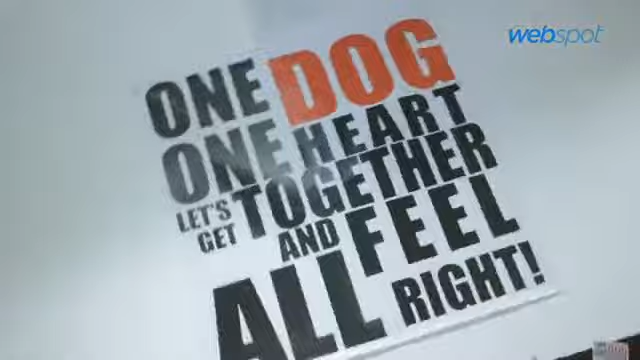 webspot
ONE DOG
ONE HEART
LET'S GET TOGETHER
AND FEEL
ALL RIGHT!